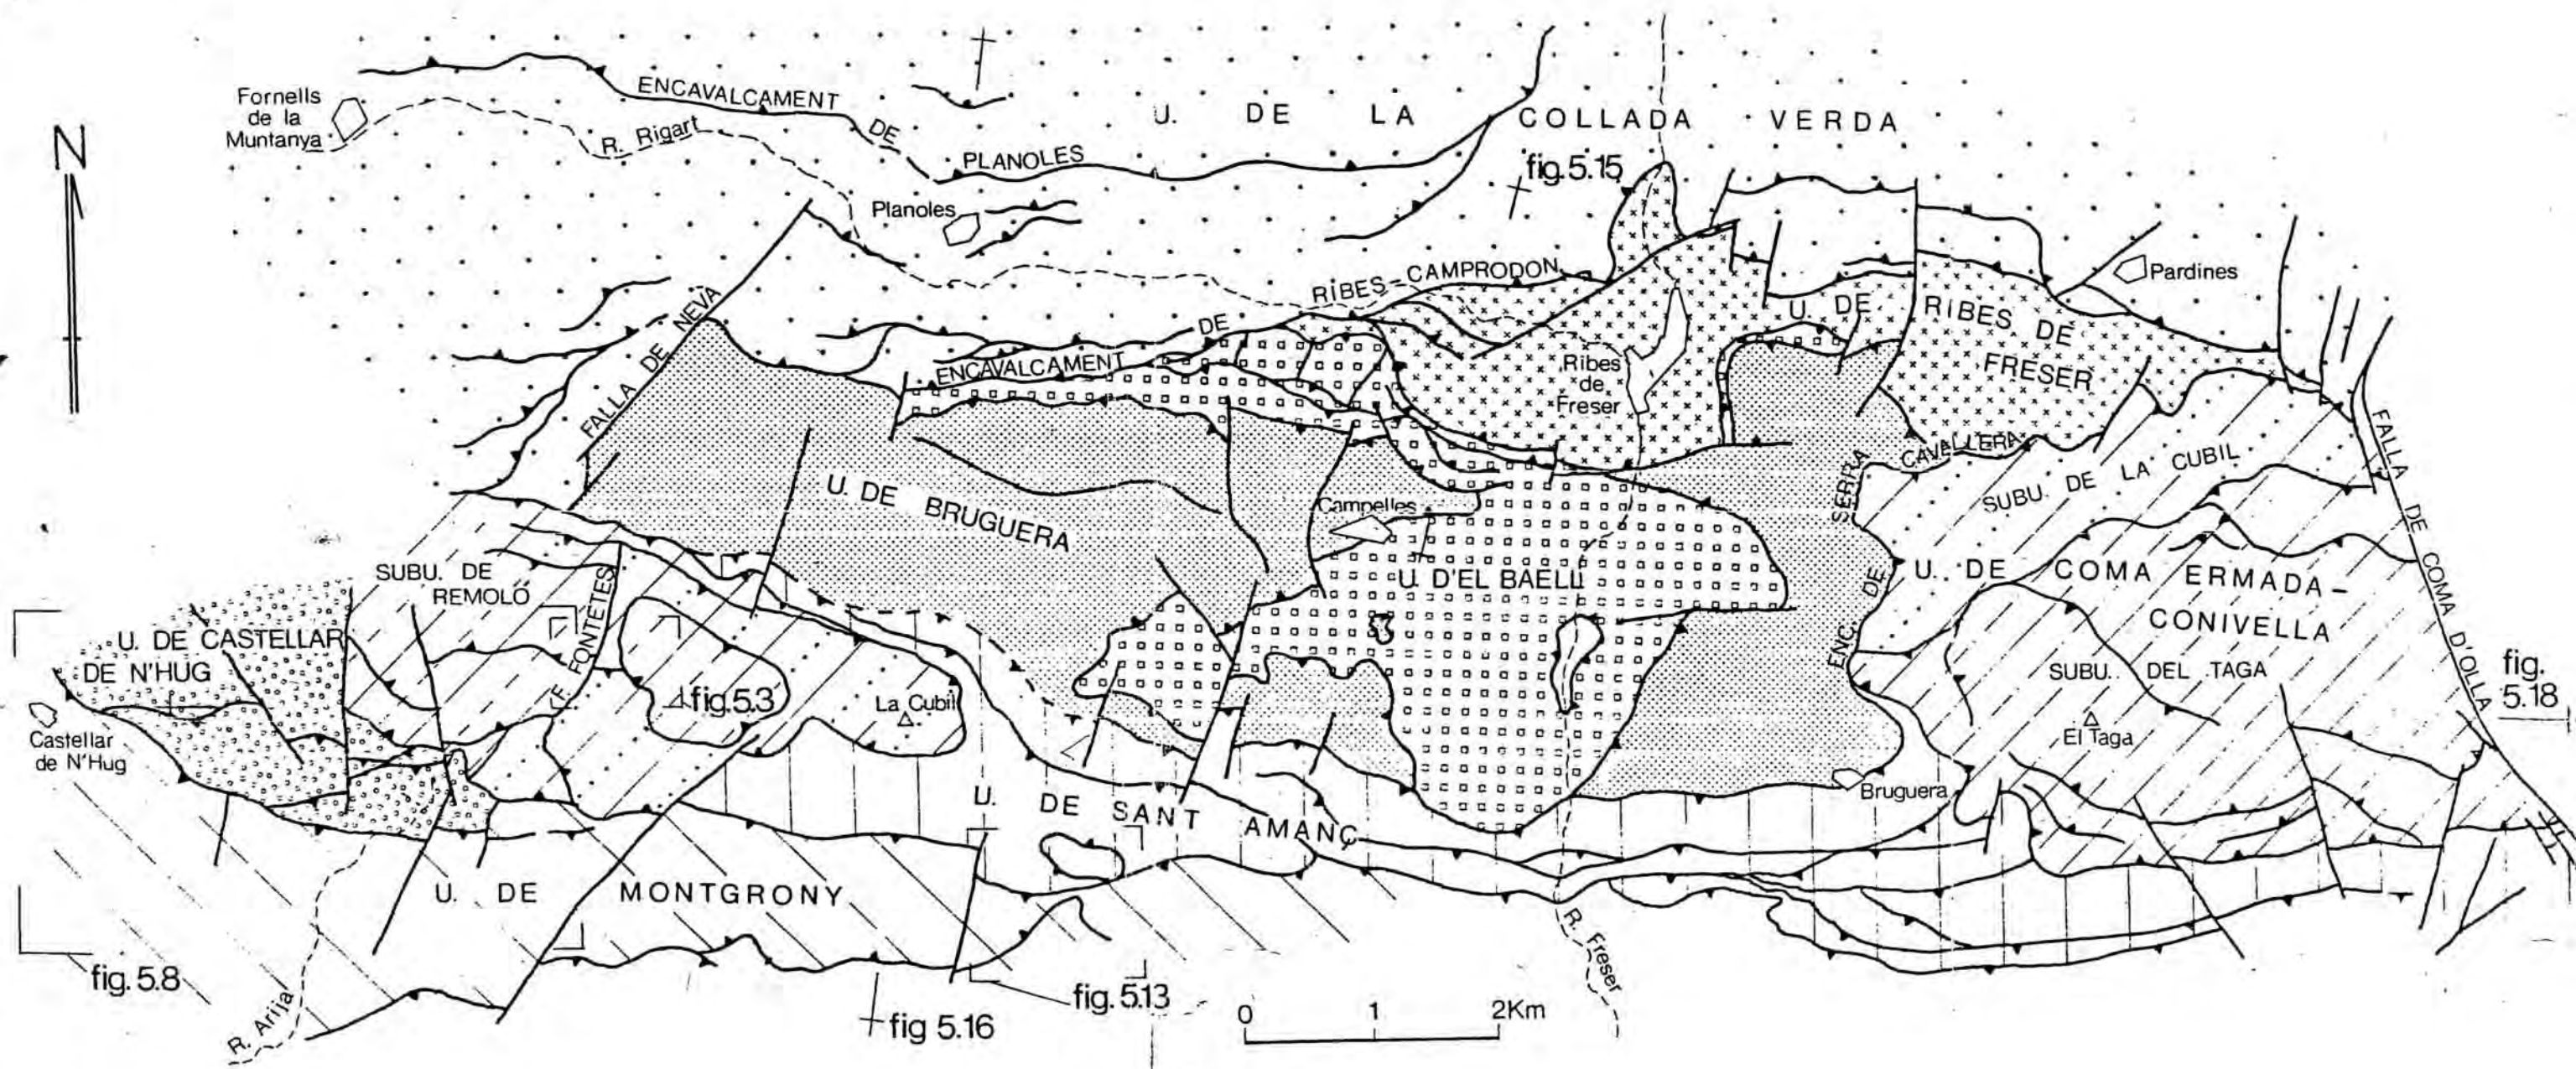 N
Fornells
de la
Muntanya
ENCAVALCAMENT DE PLANOLES
R. Rigart
U. DE LA COLLADA VERDA
fig.5.15
Planoles
Pardines
RIBES-CAMPRODON
DE
ENCAVALCAMENT
FALLA DE NEVA
U. DE RIBES DE
FRESER
Ribes
de
Freser
FALLA DE COMA D'OLLA
SERRA CAVALLERA
ENC. DE
SUBU. DE LA CUBIL
U. DE BRUGUERA
Campelles
U. D'EL BAELL
U. DE COMA ERMADA-
CONIVELLA
SUBU. DE
REMOLÓ
F. FONTETES
U. DE CASTELLAR
DE N'HUG
SUBU. DEL TAGA
fig.
5.18
fig.5.3
La Cubil
El Taga
Castellar
de N'Hug
Bruguera
U. DE SANT AMANÇ
U. DE MONTGRONY
R. Freser
fig. 5.8
fig. 5.13
R. Arija
fig 5.16
0 1 2Km